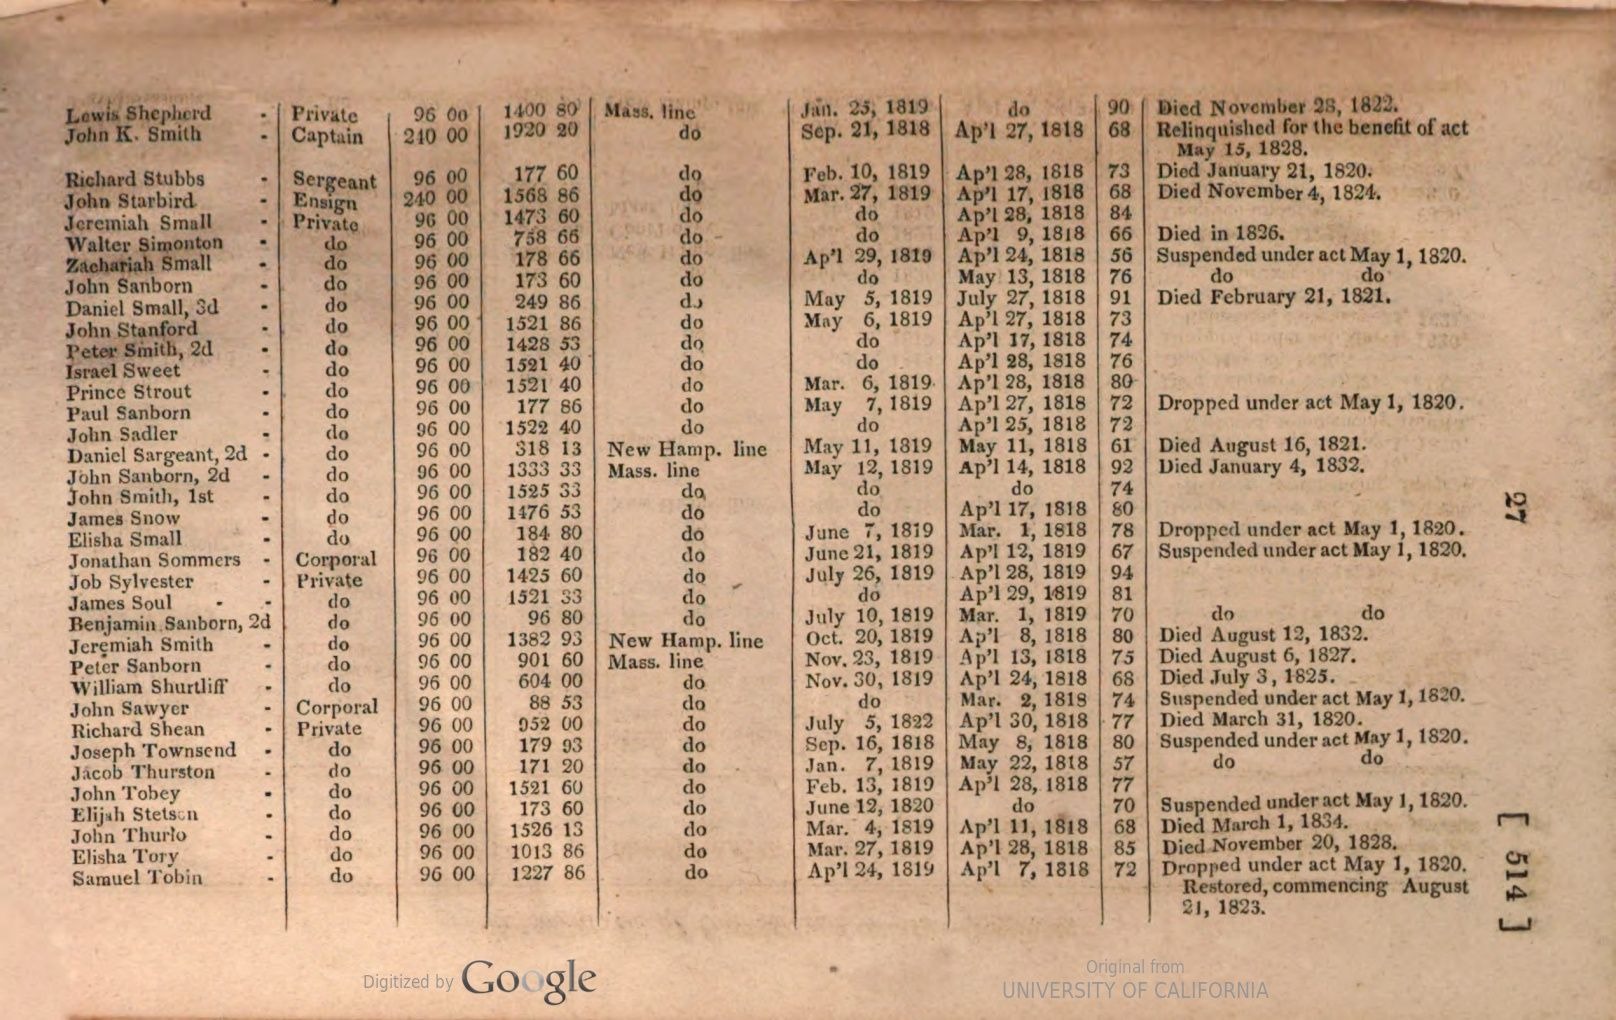 Lewis Shepherd - Private 96 00 1400 80 Mass. line Jan. 25, 1819 do 90 Died November 28, 1822.
John K. Smith - Captain 240 00 1920 20 do Sep. 21, 1818 Ap'l 27, 1818 68 Relinquished for the benefit of act
May 15, 1828.
Richard Stubbs - Sergeant 96 00 177 60 do Feb. 10, 1819 Ap'l 28, 1818 73 Died January 21, 1820.
John Starbird - Ensign 240 00 1568 86 do Mar. 27, 1819 Ap'l 17, 1818 68 Died November 4, 1824.
Jeremiah Small - Private 96 00 1473 60 do do Ap'l 28, 1818 84
Walter Simonton - do 96 00 758 66 do - do Ap'l 9, 1818 66 Died in 1826.
Zachariah Small - do 96 00 178 66 do Ap'l 29, 1819 Ap'l 24, 1818 56 Suspended under act May 1, 1820.
John Sanborn - do 96 00 173 60 do do May 13, 1818 76 do do
Daniel Small, 3d - do 96 00 249 86 do May 5, 1819 July 27, 1818 91 Died February 21, 1821.
John Stanford - do 96 00 1521 86 do May 6, 1819 Ap'l 27, 1818 73
Peter Smith, 2d - do 96 00 1428 53 do do Ap'l 17, 1818 74
Israel Sweet - do 96 00 1521 40 do do Ap'l 28, 1818 76
Prince Strout - do 96 00 1521 40 do Mar. 6, 1819 Ap'l 28, 1818 80
Paul Sanborn - do 96 00 177 86 do May 7, 1819 Ap'l 27, 1818 72 Dropped under act May 1, 1820.
John Sadler - do 96 00 1522 40 do do Ap'l 25, 1818 72
Daniel Sargeant, 2d - do 96 00 318 13 New Hamp. line May 11, 1819 May 11, 1818 61 Died August 16, 1821.
John Sanborn, 2d - do 96 00 1333 33 Mass. line May 12, 1819 Ap'l 14, 1818 92 Died January 4, 1832.
John Smith, 1st - do 96 00 1525 33 do do do 74
James Snow - do 96 00 1476 53 do do Ap'l 17, 1818 80
Elisha Small - do 96 00 184 80 do June 7, 1819 Mar. 1, 1818 78 Dropped under act May 1, 1820.
Jonathan Sommers - Corporal 96 00 182 40 do June 21, 1819 Ap'l 12, 1819 67 Suspended under act May 1, 1820.
Job Sylvester - Private 96 00 1425 60 do July 26, 1819 Ap'l 28, 1819 94
James Soul - - do 96 00 1521 33 do do Ap'l 29, 1819 81
Benjamin Sanborn, 2d do 96 00 96 80 do July 10, 1819 Mar. 1, 1819 70 do do
Jeremiah Smith - do 96 00 1382 93 New Hamp. line Oct. 20, 1819 Ap'l 8, 1818 80 Died August 12, 1832.
Peter Sanborn - do 96 00 901 60 Mass. line Nov. 23, 1819 Ap'l 13, 1818 75 Died August 6, 1827.
William Shurtliff - do 96 00 604 00 do Nov. 30, 1819 Ap'l 24, 1818 68 Died July 3, 1825.
John Sawyer - Corporal 96 00 88 53 do do Mar. 2, 1818 74 Suspended under act May 1, 1820.
Richard Shean - Private 96 00 952 00 do July 5, 1822 Ap'l 30, 1818 77 Died March 31, 1820.
Joseph Townsend - do 96 00 179 93 do Sep. 16, 1818 May 8, 1818 80 Suspended under act May 1, 1820.
Jacob Thurston - do 96 00 171 20 do Jan. 7, 1819 May 22, 1818 57 do do
John Tobey - do 96 00 1521 60 do Feb. 13, 1819 Ap'l 28, 1818 77
Elijah Stetson - do 96 00 173 60 do June 12, 1820 do 70 Suspended under act May 1, 1820.
John Thurlo - do 96 00 1526 13 do Mar. 4, 1819 Ap'l 11, 1818 68 Died March 1, 1834.
Elisha Tory - do 96 00 1013 86 do Mar. 27, 1819 Ap'l 28, 1818 85 Died November 20, 1828.
Samuel Tobin - do 96 00 1227 86 do Ap'l 24, 1819 Ap'l 7, 1818 72 Dropped under act May 1, 1820.
Restored, commencing August
21, 1823.
27
[ 514 ]
Digitized by Google
Original from
UNIVERSITY OF CALIFORNIA